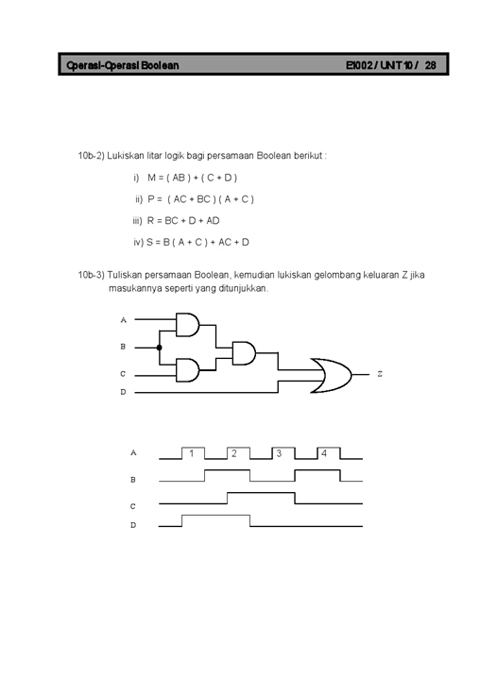 Operasi-Operasi Boolean E1002 / UNIT 10 / 28
10b-2) Lukiskan litar logik bagi persamaan Boolean berikut :
i) M = ( AB ) + ( C + D )
ii) P = ( AC + BC ) ( A + C )
iii) R = BC + D + AD
iv) S = B ( A + C ) + AC + D
10b-3) Tuliskan persamaan Boolean, kemudian lukiskan gelombang keluaran Z jika
masukannya seperti yang ditunjukkan.
A
B
C
D
Z
A 1 2 3 4
B
C
D